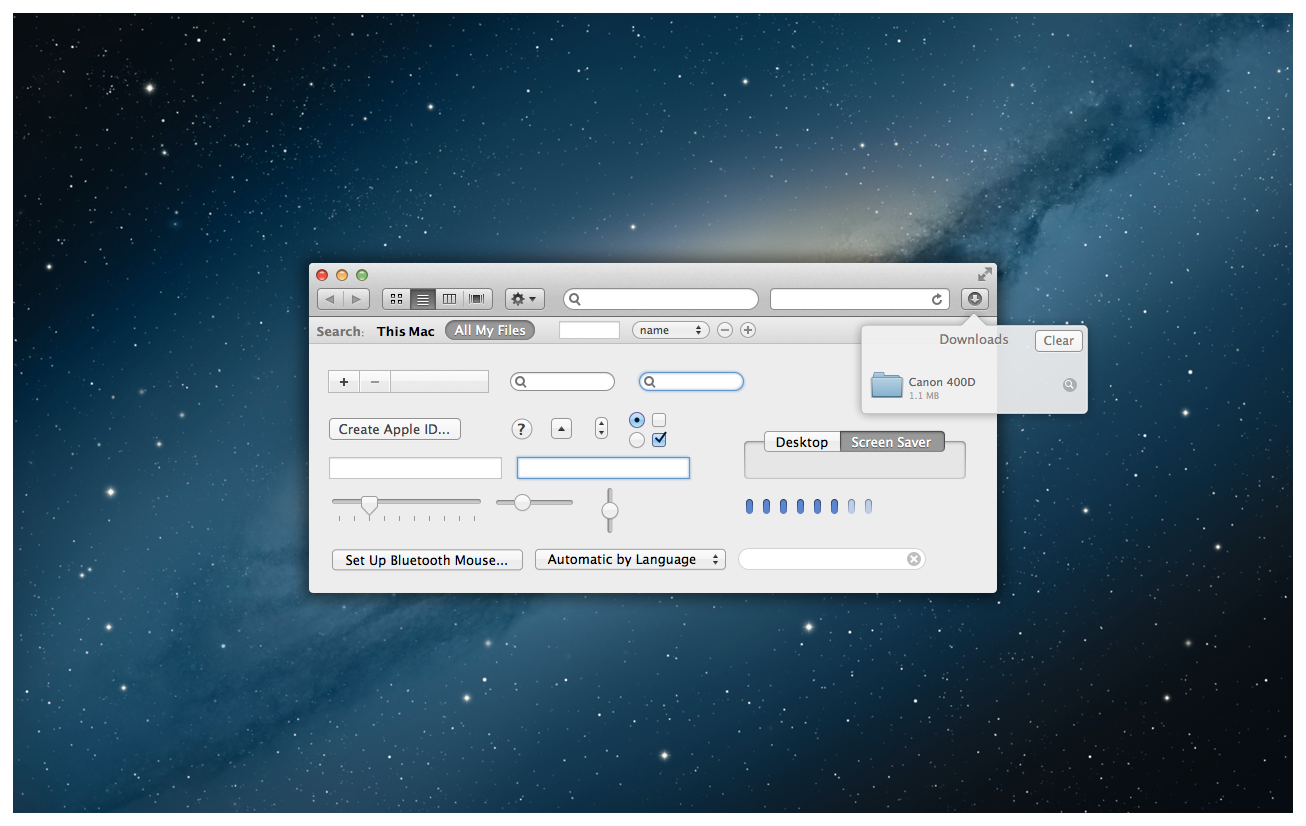 Search: This Mac All My Files name
Downloads Clear
Canon 400D
1.1 MB
Create Apple ID... ?
Desktop Screen Saver
Set Up Bluetooth Mouse... Automatic by Language